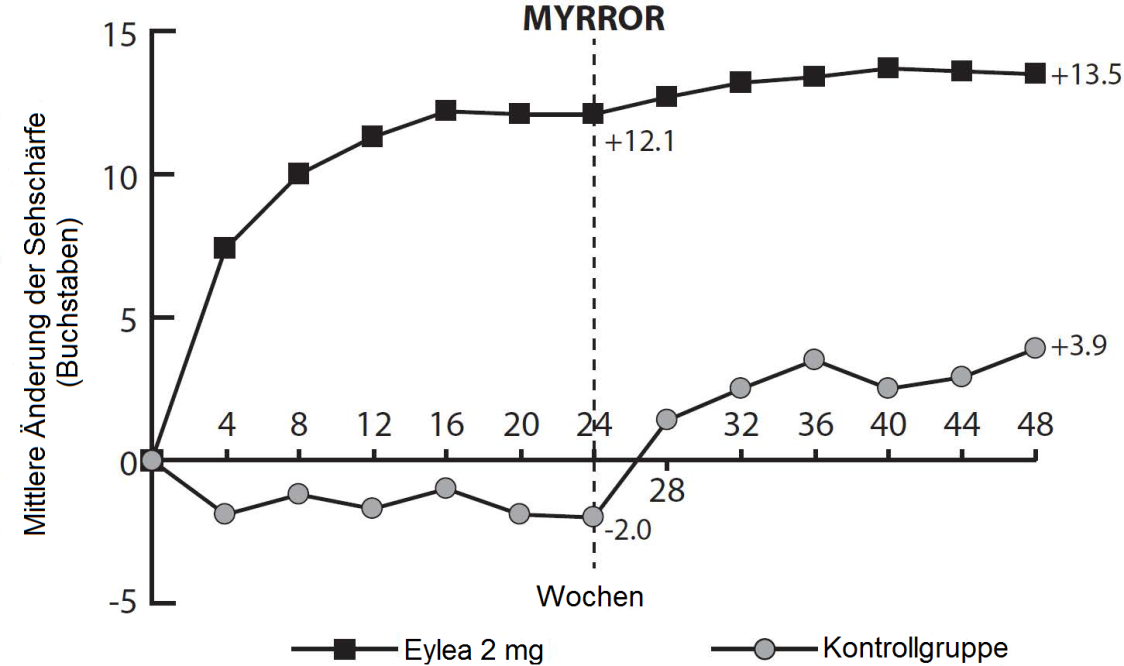 MYRROR
15
+13.5
+12.1
10
Mittlere Änderung der Sehschärfe
(Buchstaben)
5
+3.9
4 8 12 16 20 24 32 36 40 44 48
0
28
-2.0
-5
Wochen
Eylea 2 mg
Kontrollgruppe